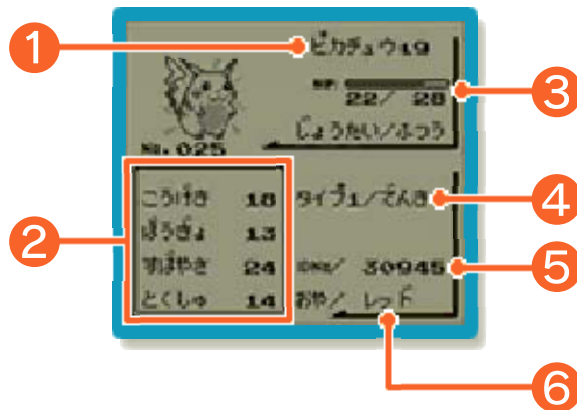 1
ピカチュウ L9
HP:
22/ 28
3
じょうたい/ふつう
No.025
2
こうげき 18
ぼうぎょ 13
すばやさ 24
とくしゅ 14
タイプ1/でんき
4
IDNo/ 30945
5
おや/ レッド
6